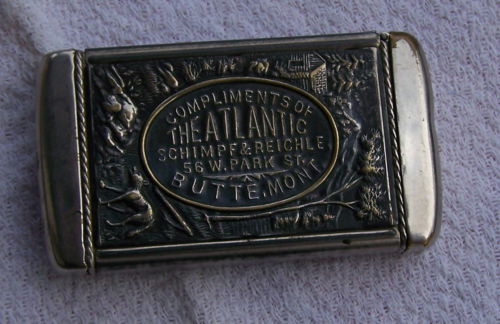 COMPLIMENTS OF
THE ATLANTIC
SCHIMPF & REICHLE
56 W. PARK ST.
BUTTE, MONT